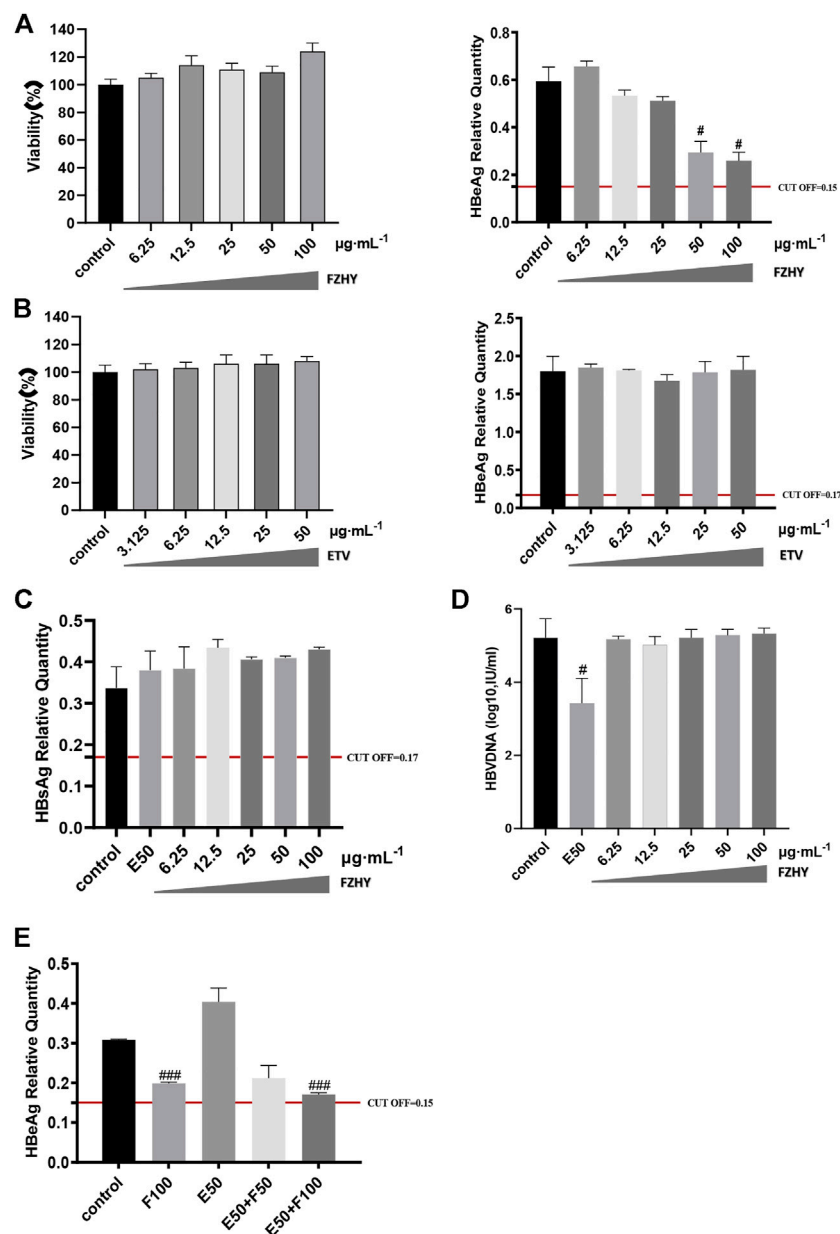 A
Viability(%)
140
120
100
80
60
40
20
0
control
6.25
12.5
25
50
100
µg·mL⁻¹
FZHY
HBeAg Relative Quantity
0.8
0.6
0.4
0.2
0.0
#
#
CUT OFF=0.15
control
6.25
12.5
25
50
100
µg·mL⁻¹
FZHY
B
Viability(%)
140
120
100
80
60
40
20
0
control
3.125
6.25
12.5
25
50
µg·mL⁻¹
ETV
HBeAg Relative Quantity
2.5
2.0
1.5
1.0
0.5
0.0
CUT OFF=0.17
control
3.125
6.25
12.5
25
50
µg·mL⁻¹
ETV
C
HBsAg Relative Quantity
0.5
0.4
0.3
0.2
0.1
0.0
CUT OFF=0.17
control
E50
6.25
12.5
25
50
100
µg·mL⁻¹
FZHY
D
HBVDNA (log10,IU/ml)
6
4
2
0
#
control
E50
6.25
12.5
25
50
100
µg·mL⁻¹
FZHY
E
HBeAg Relative Quantity
0.5
0.4
0.3
0.2
0.1
0.0
###
###
CUT OFF=0.15
control
F100
E50
E50+F50
E50+F100